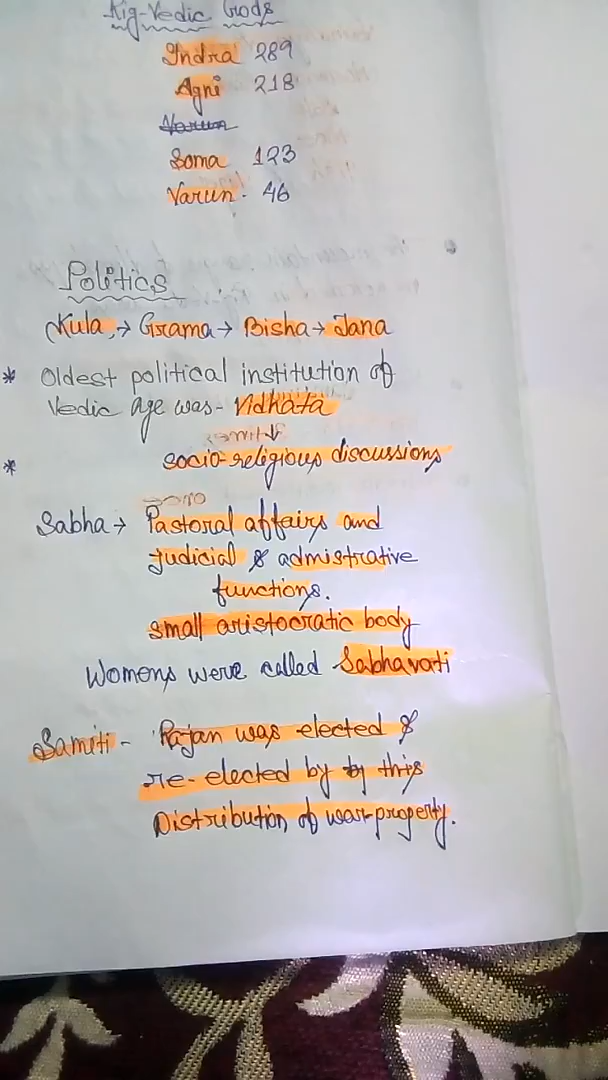 Rig-Vedic Gods
Indra 289
Agni 218
Varun
Soma 123
Varun - 46
Politics
Kula → Grama → Bisha → Jana
* Oldest political institution of
Vedic age was - Vidhata
↓
* socio-religious discussions
Sabha → Pastoral affairs and
judicial & admistrative
functions.
small aristocratic body
Womens were called Sabhavati
Samiti - Rajan was elected &
re-elected by by this
Distribution of war property.